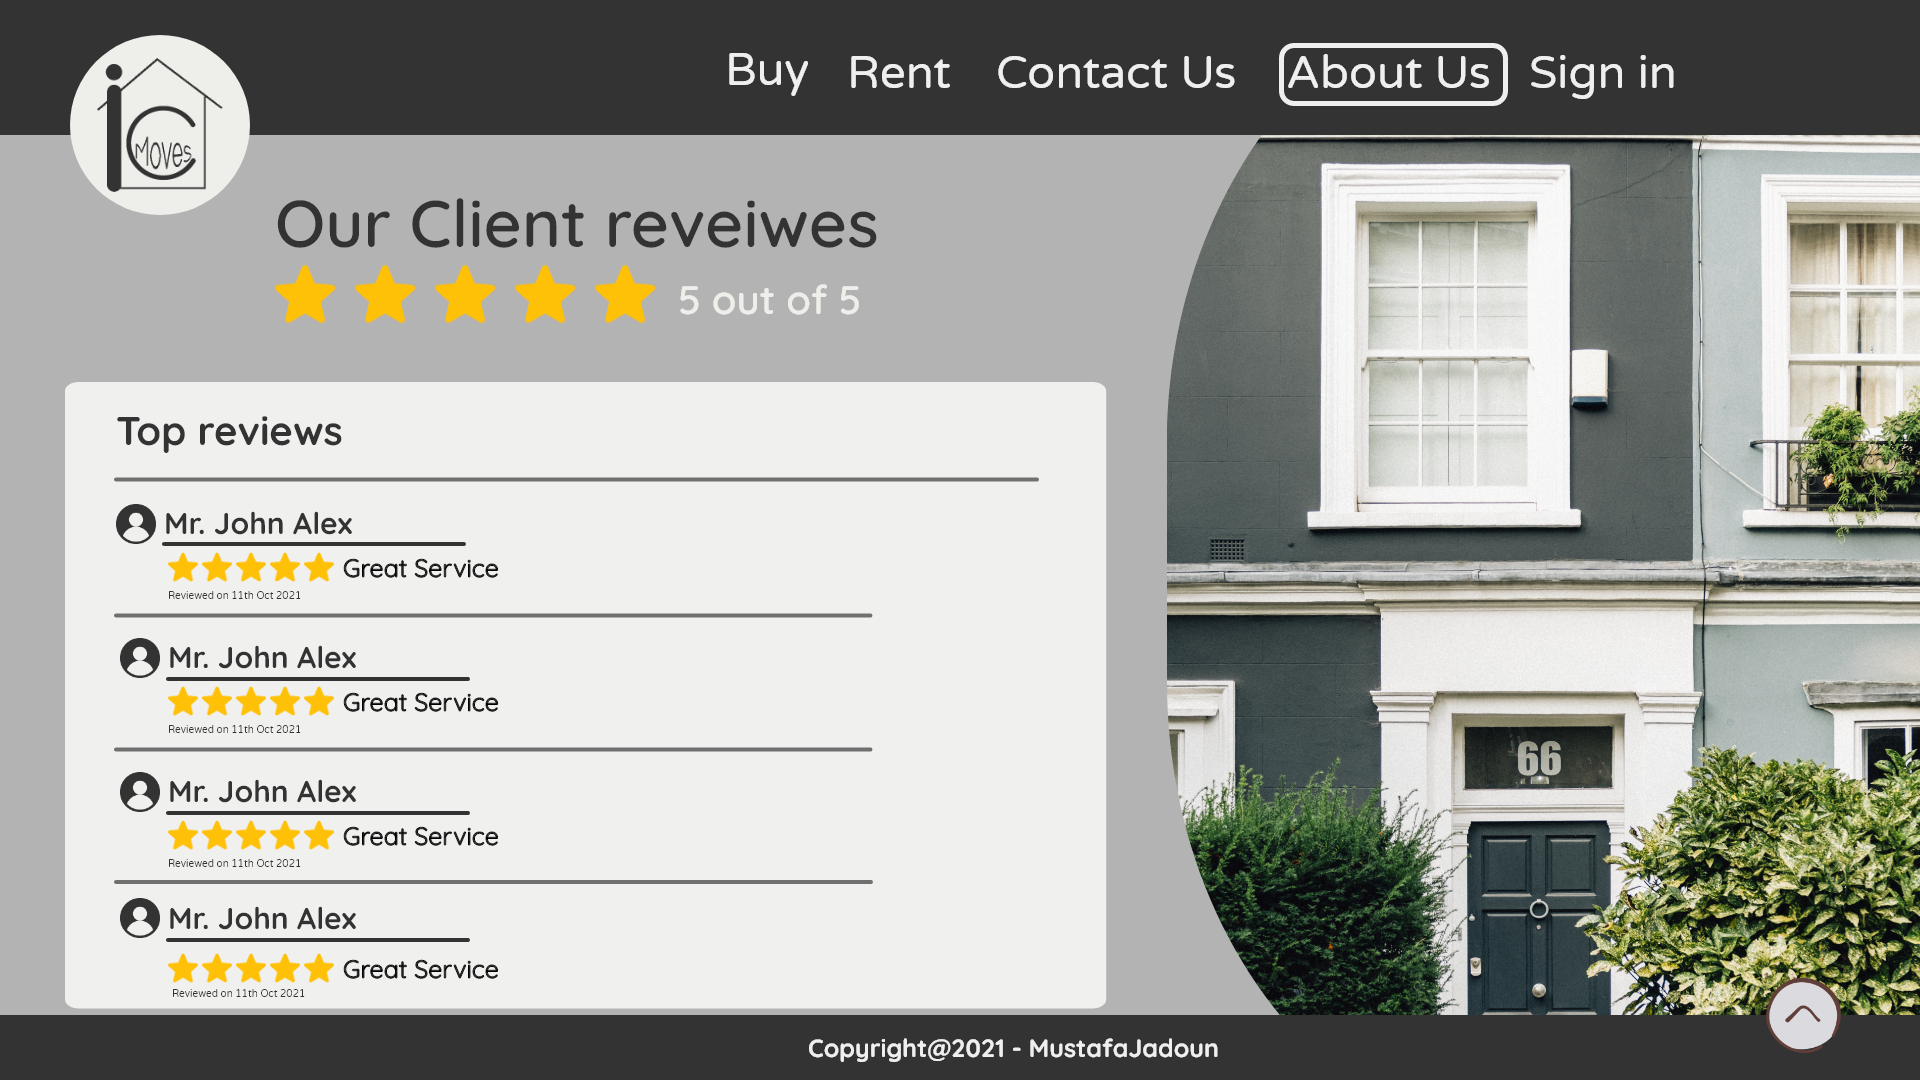 iC Moves
Buy Rent Contact Us About Us Sign in
Our Client reveiwes
5 out of 5
Top reviews
Mr. John Alex
Great Service
Reviewed on 11th Oct 2021
Mr. John Alex
Great Service
Reviewed on 11th Oct 2021
Mr. John Alex
Great Service
Reviewed on 11th Oct 2021
Mr. John Alex
Great Service
Reviewed on 11th Oct 2021
66
Copyright@2021 - MustafaJadoun